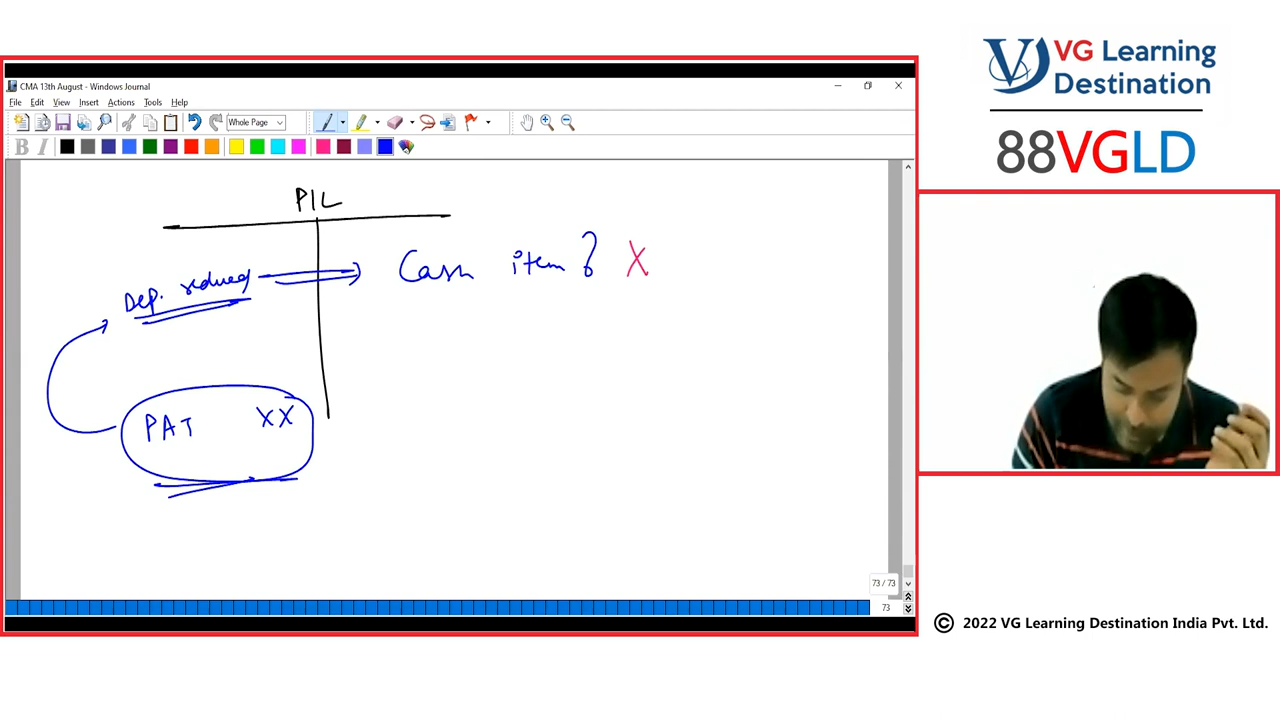 CMA 13th August - Windows Journal
File Edit View Insert Actions Tools Help
Whole Page
B I
P/L
Dep. reduced
Cash item ? X
PAT XX
73 / 73
73
VG Learning
Destination
88VGLD
© 2022 VG Learning Destination India Pvt. Ltd.